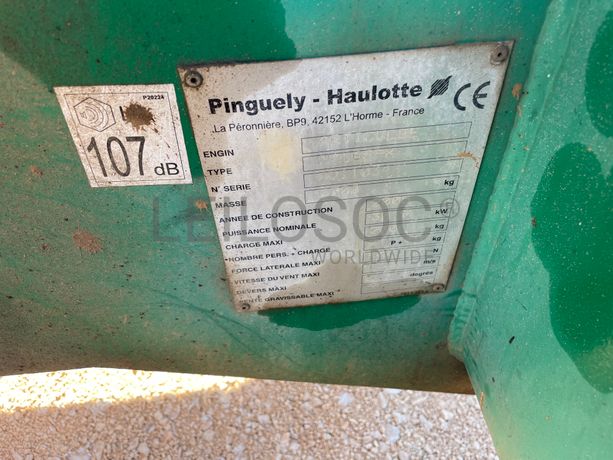 P20224
107 dB
Pinguely - Haulotte
CE
La Péronnière, BP9, 42152 L'Horme - France
ENGIN
TYPE
N° SERIE
MASSE kg
ANNEE DE CONSTRUCTION
PUISSANCE NOMINALE kW
CHARGE MAXI kg
NOMBRE PERS. + CHARGE P + kg
FORCE LATERALE MAXI N
VITESSE DU VENT MAXI m/s
DEVERS MAXI degrés
PENTE GRAVISSABLE MAXI
LEILOSOC®
WORLDWIDE